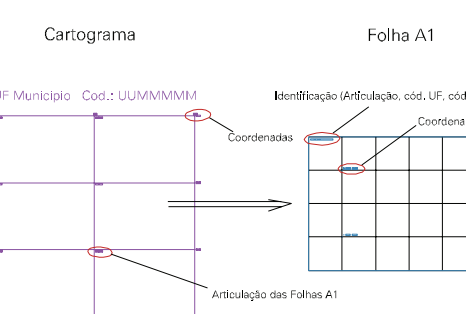 Cartograma
Folha A1
UF Municipio Cod.: UUMMMMM
Identificação (Articulação, cód. UF, cód
Coordena
Coordenadas
Articulação das Folhas A1